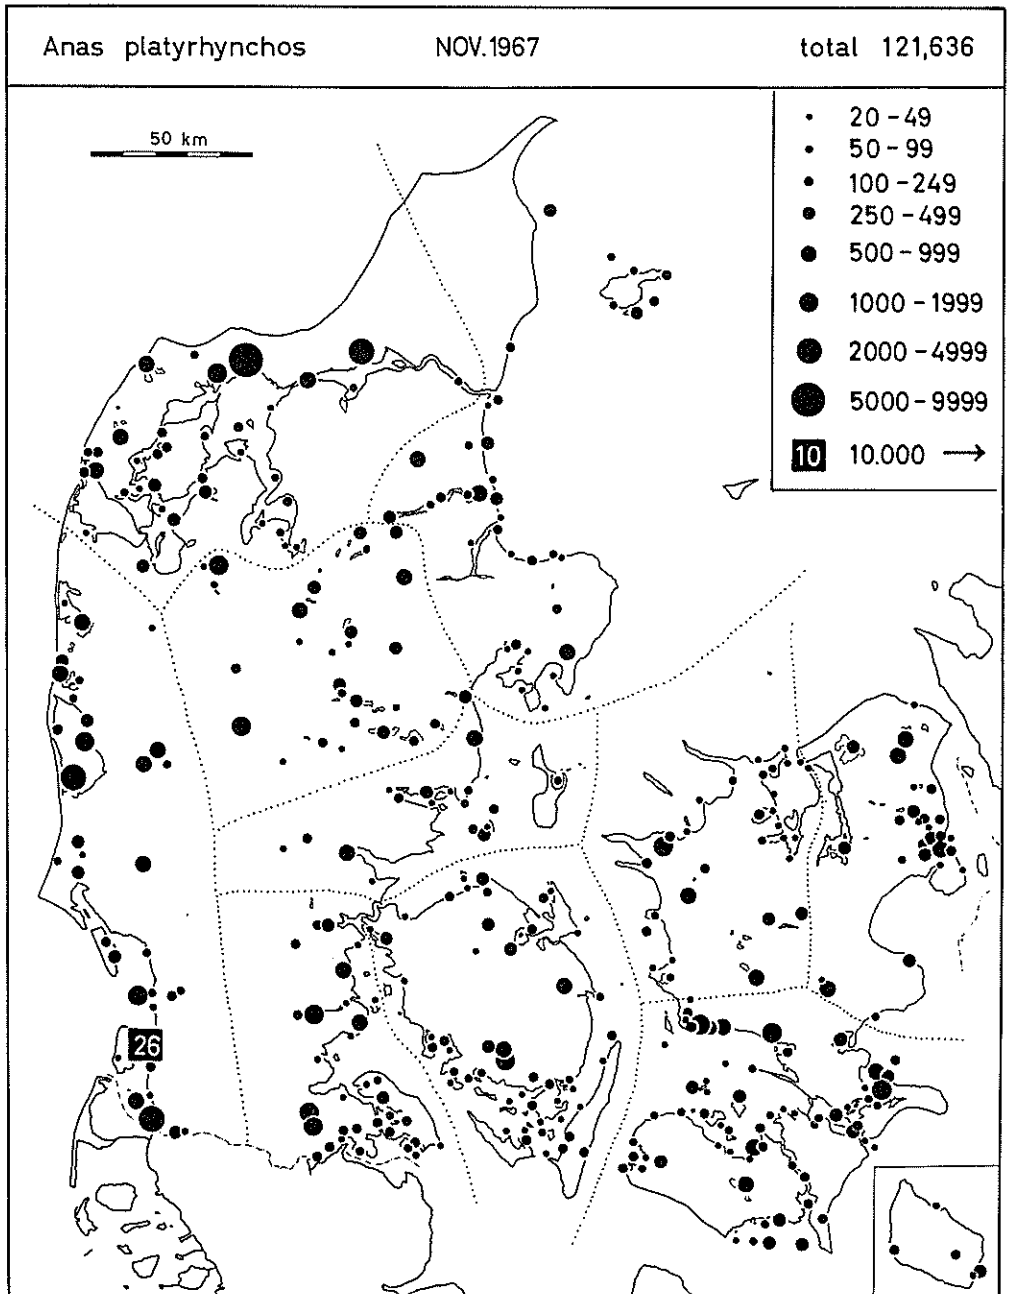 Anas platyrhynchos NOV.1967 total 121,636
50 km
20 - 49
50 - 99
100 - 249
250 - 499
500 - 999
1000 - 1999
2000 - 4999
5000 - 9999
10 10.000 →
26